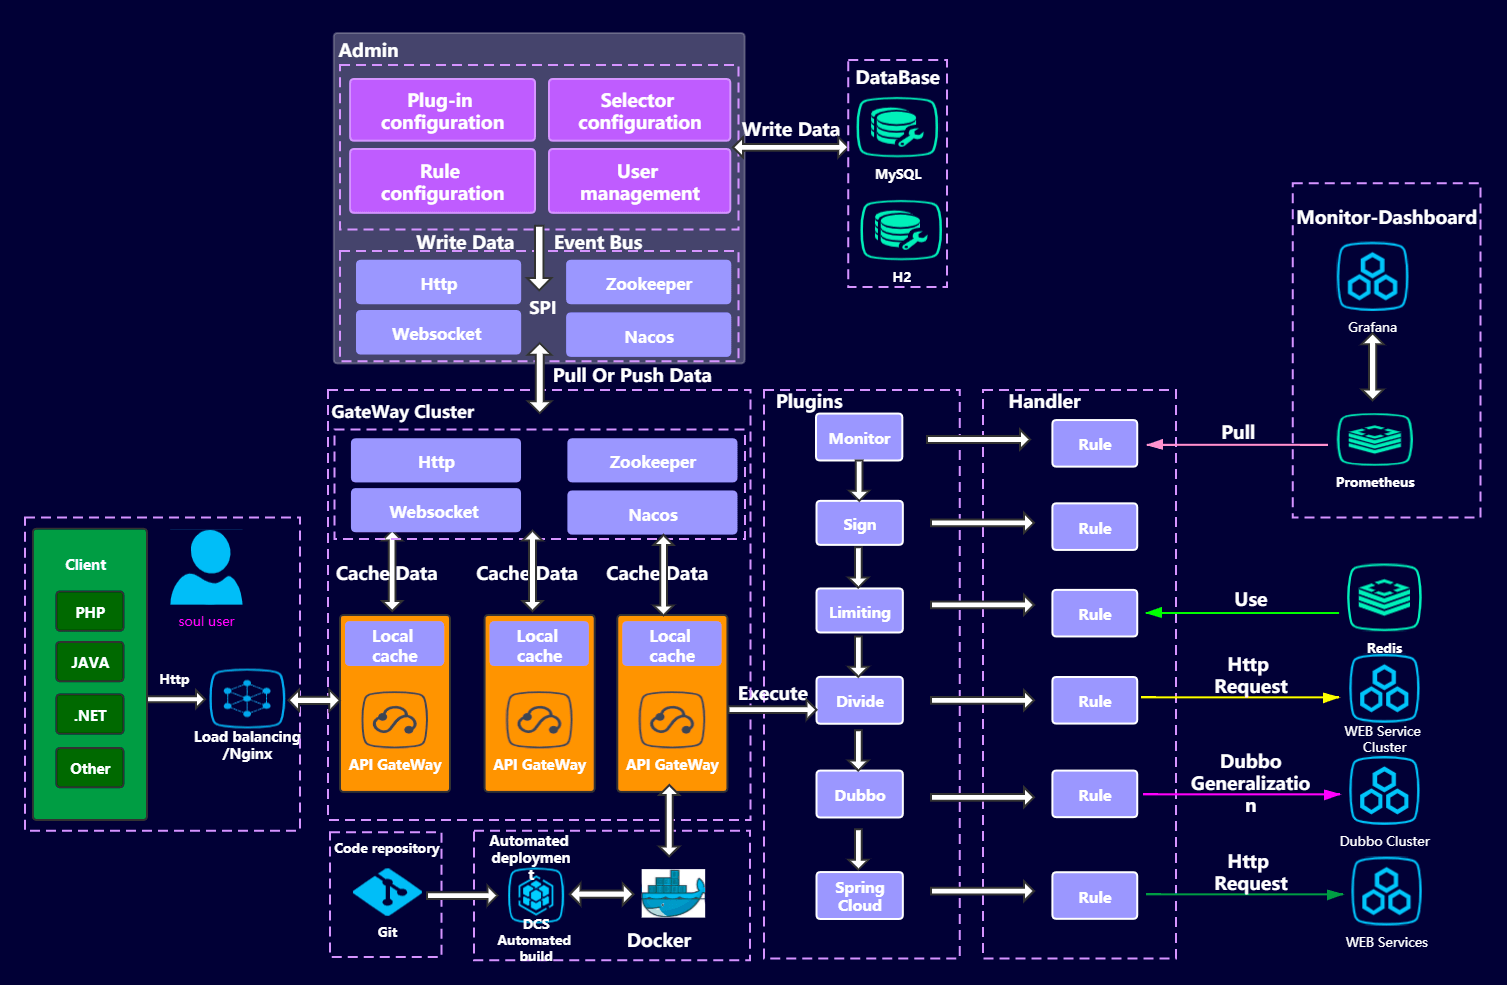 Admin
Plug-in
configuration
Selector
configuration
Rule
configuration
User
management
Write Data
Event Bus
Http
Zookeeper
SPI
Websocket
Nacos
Write Data
DataBase
MySQL
H2
Pull Or Push Data
GateWay Cluster
Http
Zookeeper
Websocket
Nacos
Cache Data
Cache Data
Cache Data
Local
cache
API GateWay
Local
cache
API GateWay
Local
cache
API GateWay
Client
PHP
JAVA
.NET
Other
soul user
Http
Load balancing
/Nginx
Code repository
Git
Automated
deploymen
t
DCS
Automated
build
Docker
Execute
Plugins
Monitor
Sign
Limiting
Divide
Dubbo
Spring
Cloud
Handler
Rule
Rule
Rule
Rule
Rule
Rule
Pull
Use
Http
Request
Dubbo
Generalizatio
n
Http
Request
Monitor-Dashboard
Grafana
Prometheus
Redis
WEB Service
Cluster
Dubbo Cluster
WEB Services